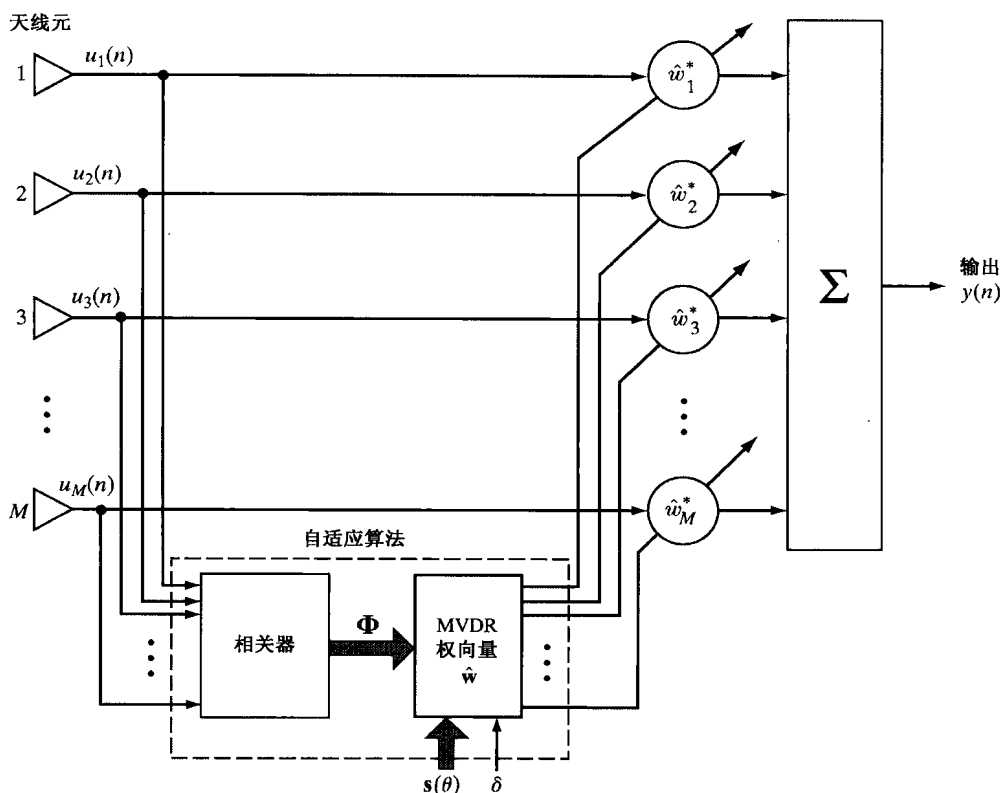 天线元
1
u₁(n)
ŵ₁*
2
u₂(n)
ŵ₂*
3
u₃(n)
ŵ₃*
Σ
输出
y(n)
M
u_M(n)
ŵ_M*
自适应算法
相关器
Φ
MVDR
权向量
ŵ
s(θ)
δ